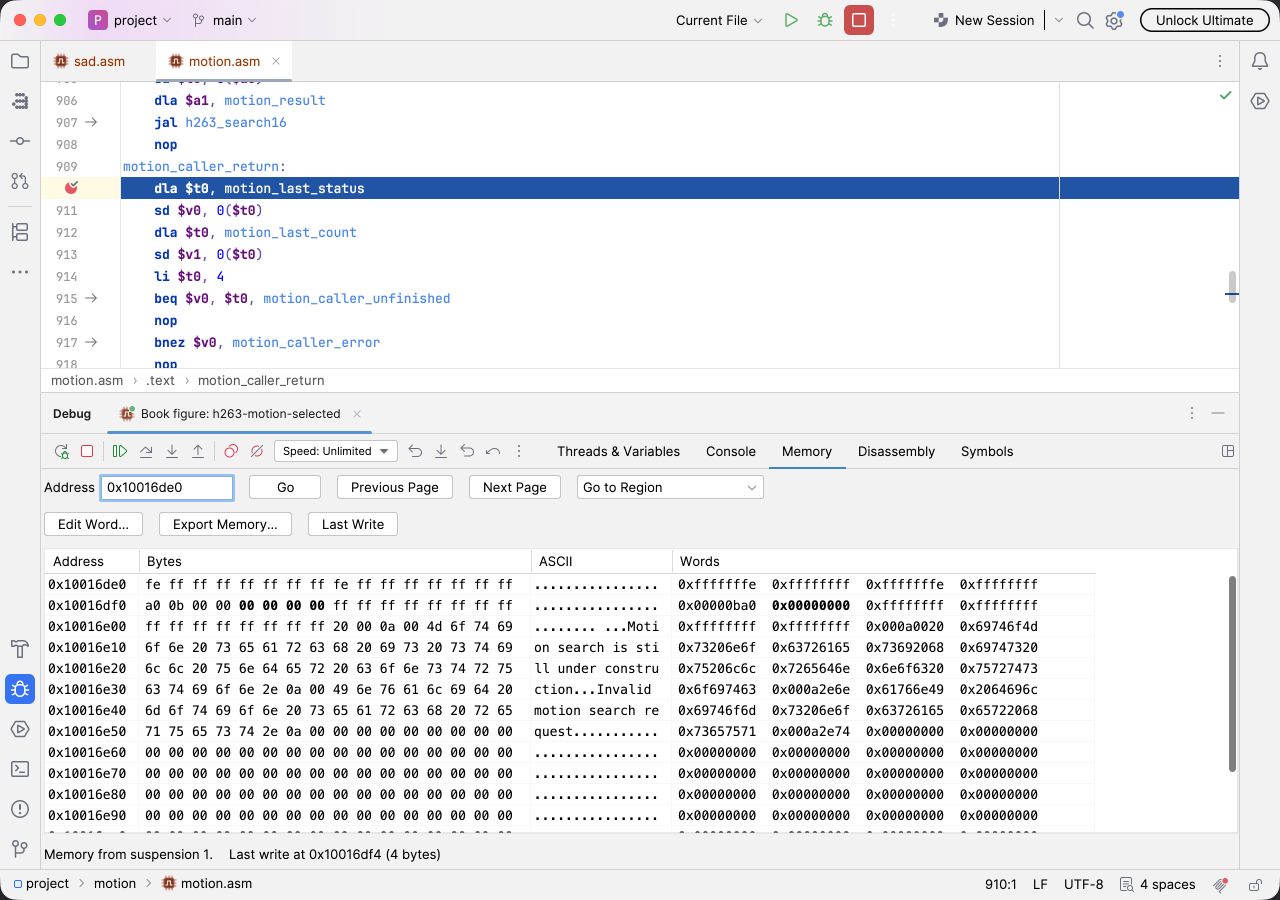 P project main Current File New Session Unlock Ultimate
sad.asm motion.asm
906 dla $a1, motion_result
907 jal h263_search16
908 nop
909 motion_caller_return:
dla $t0, motion_last_status
911 sd $v0, 0($t0)
912 dla $t0, motion_last_count
913 sd $v1, 0($t0)
914 li $t0, 4
915 beq $v0, $t0, motion_caller_unfinished
916 nop
917 bnez $v0, motion_caller_error
918 nop
motion.asm › .text › motion_caller_return
Debug Book figure: h263-motion-selected
Speed: Unlimited Threads & Variables Console Memory Disassembly Symbols
Address 0x10016de0 Go Previous Page Next Page Go to Region
Edit Word... Export Memory... Last Write
Address Bytes ASCII Words
0x10016de0 fe ff ff ff ff ff ff ff fe ff ff ff ff ff ff ff ................ 0xfffffffe 0xffffffff 0xfffffffe 0xffffffff
0x10016df0 a0 0b 00 00 00 00 00 00 ff ff ff ff ff ff ff ff ................ 0x00000ba0 0x00000000 0xffffffff 0xffffffff
0x10016e00 ff ff ff ff ff ff ff ff 20 00 0a 00 4d 6f 74 69 ........ ...Moti 0xffffffff 0xffffffff 0x000a0020 0x69746f4d
0x10016e10 6f 6e 20 73 65 61 72 63 68 20 69 73 20 73 74 69 on search is sti 0x73206e6f 0x63726165 0x73692068 0x69747320
0x10016e20 6c 6c 20 75 6e 64 65 72 20 63 6f 6e 73 74 72 75 ll under constru 0x75206c6c 0x7265646e 0x6e6f6320 0x75727473
0x10016e30 63 74 69 6f 6e 2e 0a 00 49 6e 76 61 6c 69 64 20 ction...Invalid 0x6f697463 0x000a2e6e 0x61766e49 0x2064696c
0x10016e40 6d 6f 74 69 6f 6e 20 73 65 61 72 63 68 20 72 65 motion search re 0x69746f6d 0x73206e6f 0x63726165 0x65722068
0x10016e50 71 75 65 73 74 2e 0a 00 00 00 00 00 00 00 00 00 quest........... 0x73657571 0x000a2e74 0x00000000 0x00000000
0x10016e60 00 00 00 00 00 00 00 00 00 00 00 00 00 00 00 00 ................ 0x00000000 0x00000000 0x00000000 0x00000000
0x10016e70 00 00 00 00 00 00 00 00 00 00 00 00 00 00 00 00 ................ 0x00000000 0x00000000 0x00000000 0x00000000
0x10016e80 00 00 00 00 00 00 00 00 00 00 00 00 00 00 00 00 ................ 0x00000000 0x00000000 0x00000000 0x00000000
0x10016e90 00 00 00 00 00 00 00 00 00 00 00 00 00 00 00 00 ................ 0x00000000 0x00000000 0x00000000 0x00000000
Memory from suspension 1. Last write at 0x10016df4 (4 bytes)
project motion motion.asm 910:1 LF UTF-8 4 spaces